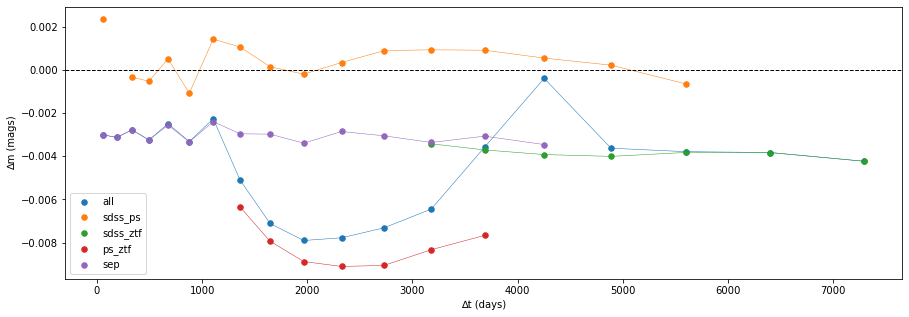 0.002
0.000
−0.002
−0.004
−0.006
−0.008
Δm (mags)
all
sdss_ps
sdss_ztf
ps_ztf
sep
0 1000 2000 3000 4000 5000 6000 7000
Δt (days)